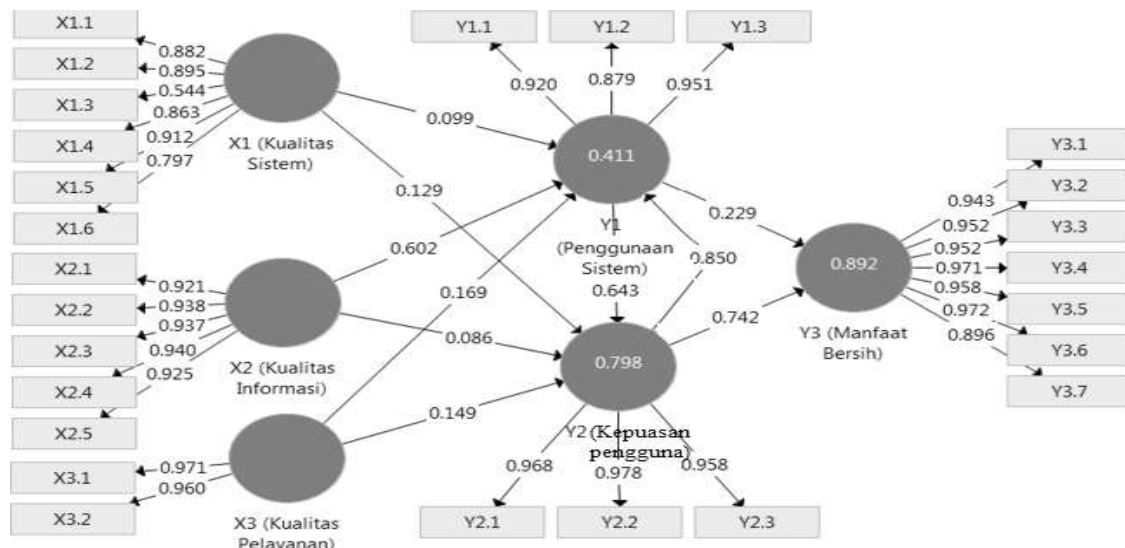 X1.1
X1.2
X1.3
X1.4
X1.5
X1.6
0.882
0.895
0.544
0.863
0.912
0.797
X1 (Kualitas
Sistem)
X2.1
X2.2
X2.3
X2.4
X2.5
0.921
0.938
0.937
0.940
0.925
X2 (Kualitas
Informasi)
X3.1
X3.2
0.971
0.960
X3 (Kualitas
Pelayanan)
0.099
0.129
0.602
0.169
0.086
0.149
Y1.1
Y1.2
Y1.3
0.920
0.879
0.951
0.411
Y1
(Penggunaan
Sistem)
0.643
0.850
0.229
0.742
0.798
Y2 (Kepuasan
pengguna)
0.968
0.978
0.958
Y2.1
Y2.2
Y2.3
0.892
Y3 (Manfaat
Bersih)
0.943
0.952
0.952
0.971
0.958
0.972
0.896
Y3.1
Y3.2
Y3.3
Y3.4
Y3.5
Y3.6
Y3.7